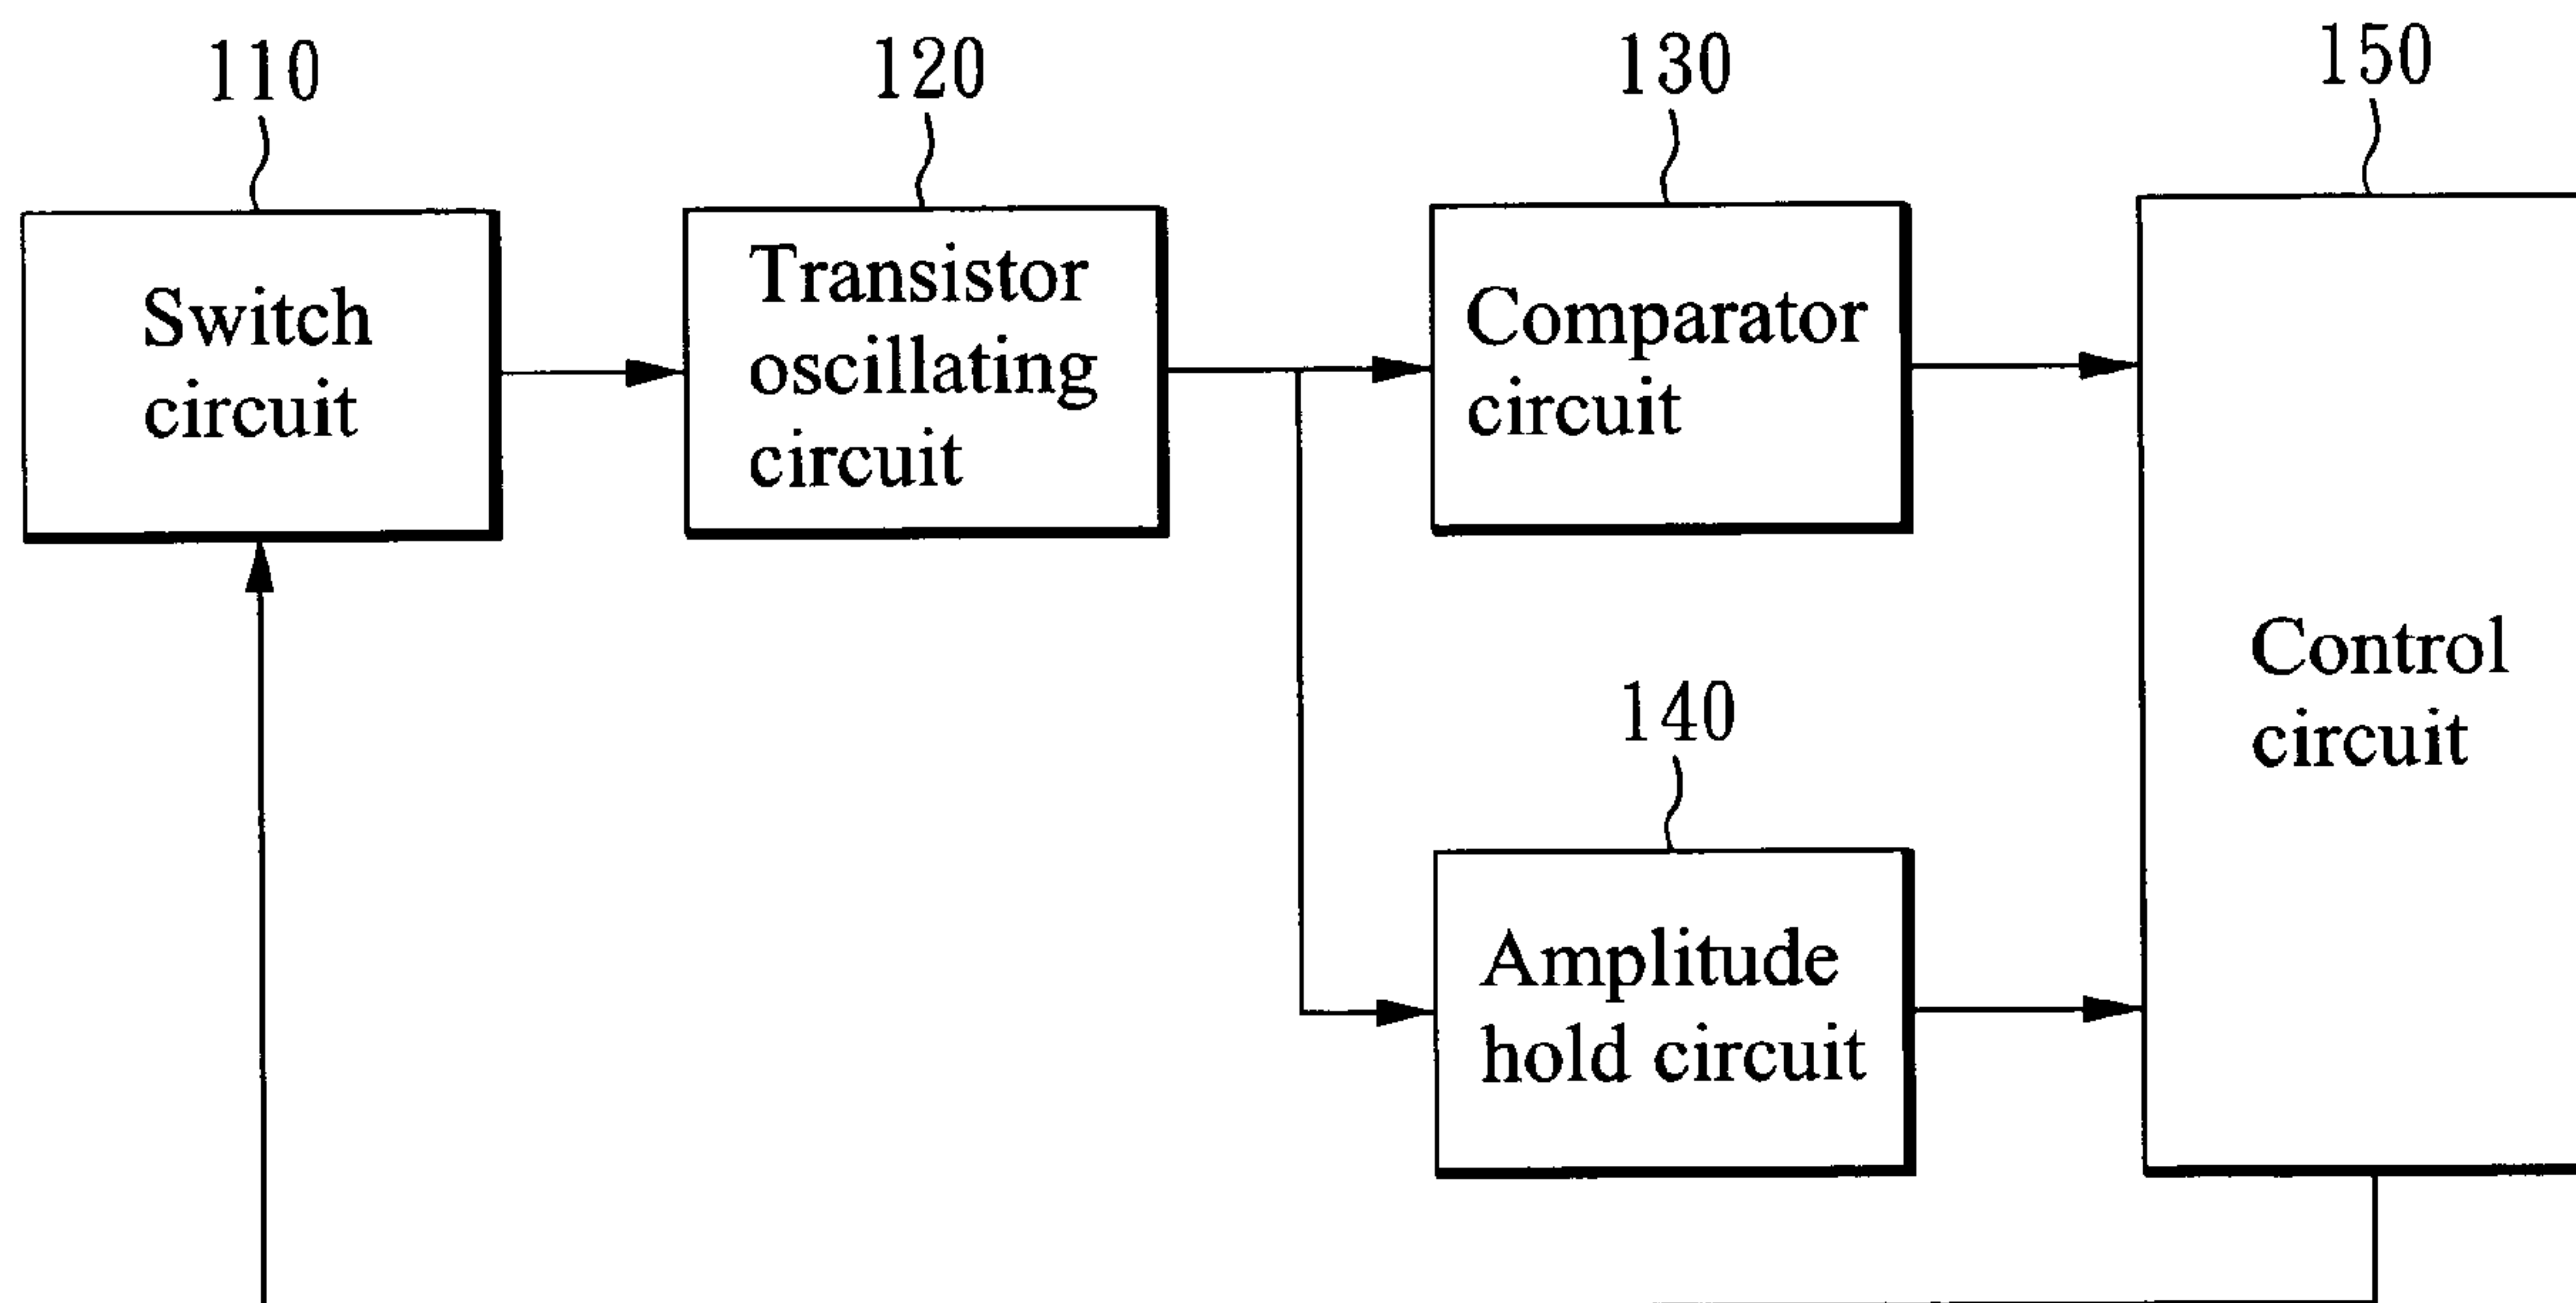 110
120
130
150
Switch
circuit
Transistor
oscillating
circuit
Comparator
circuit
Control
circuit
140
Amplitude
hold circuit